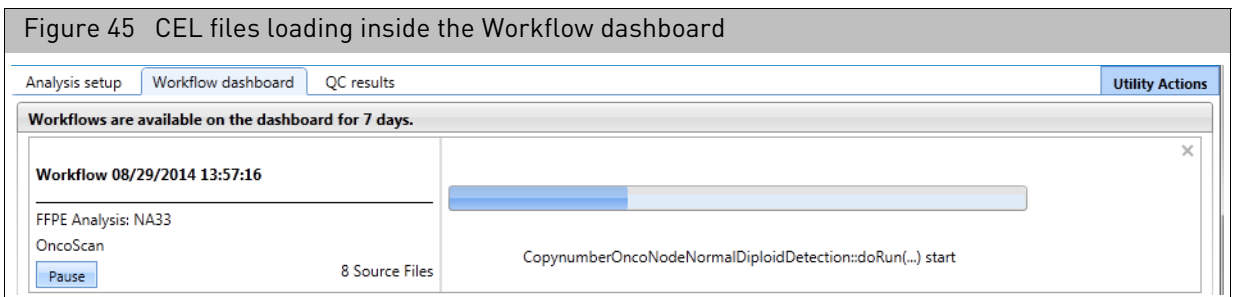 Figure 45 CEL files loading inside the Workflow dashboard
Analysis setup Workflow dashboard QC results Utility Actions
Workflows are available on the dashboard for 7 days.
Workflow 08/29/2014 13:57:16
FFPE Analysis: NA33
OncoScan
Pause 8 Source Files
CopynumberOncoNodeNormalDiploidDetection::doRun(...) start